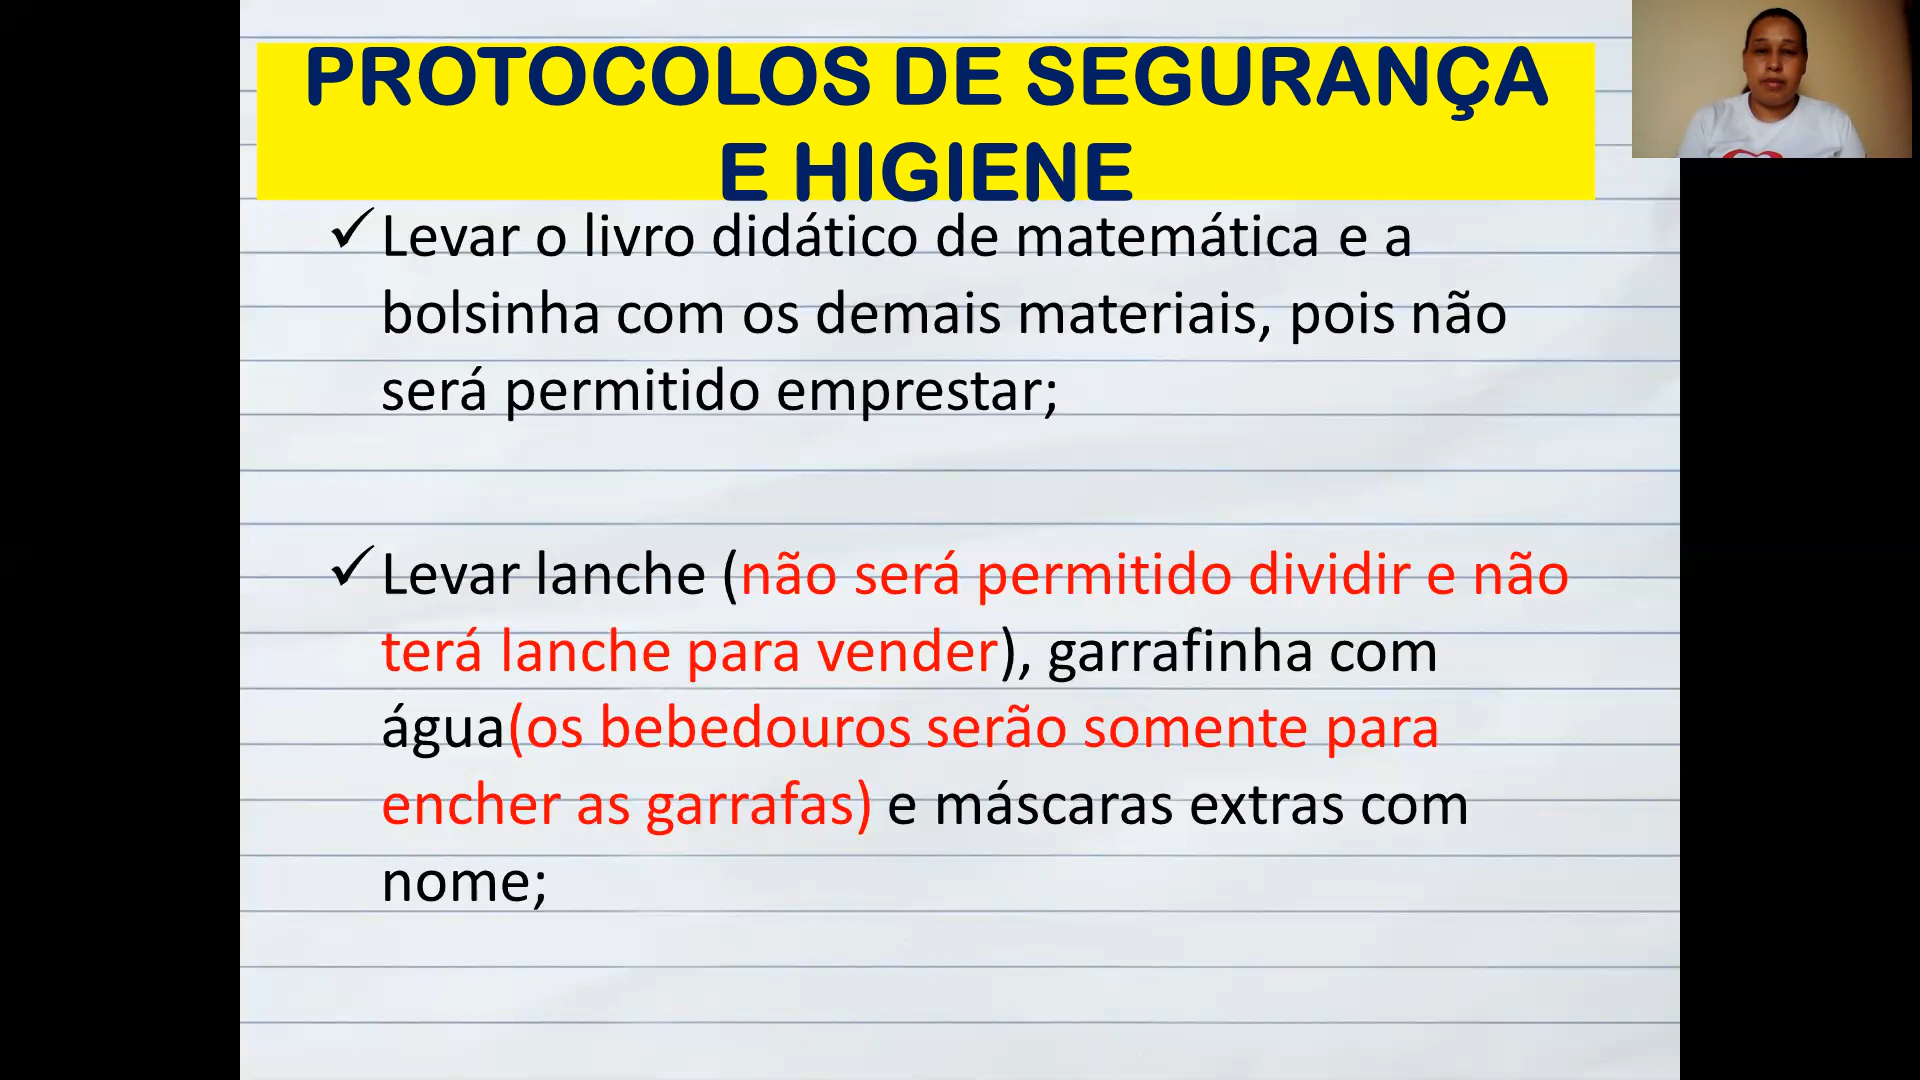 PROTOCOLOS DE SEGURANÇA
E HIGIENE
✓Levar o livro didático de matemática e a
bolsinha com os demais materiais, pois não
será permitido emprestar;
✓Levar lanche (não será permitido dividir e não
terá lanche para vender), garrafinha com
água(os bebedouros serão somente para
encher as garrafas) e máscaras extras com
nome;